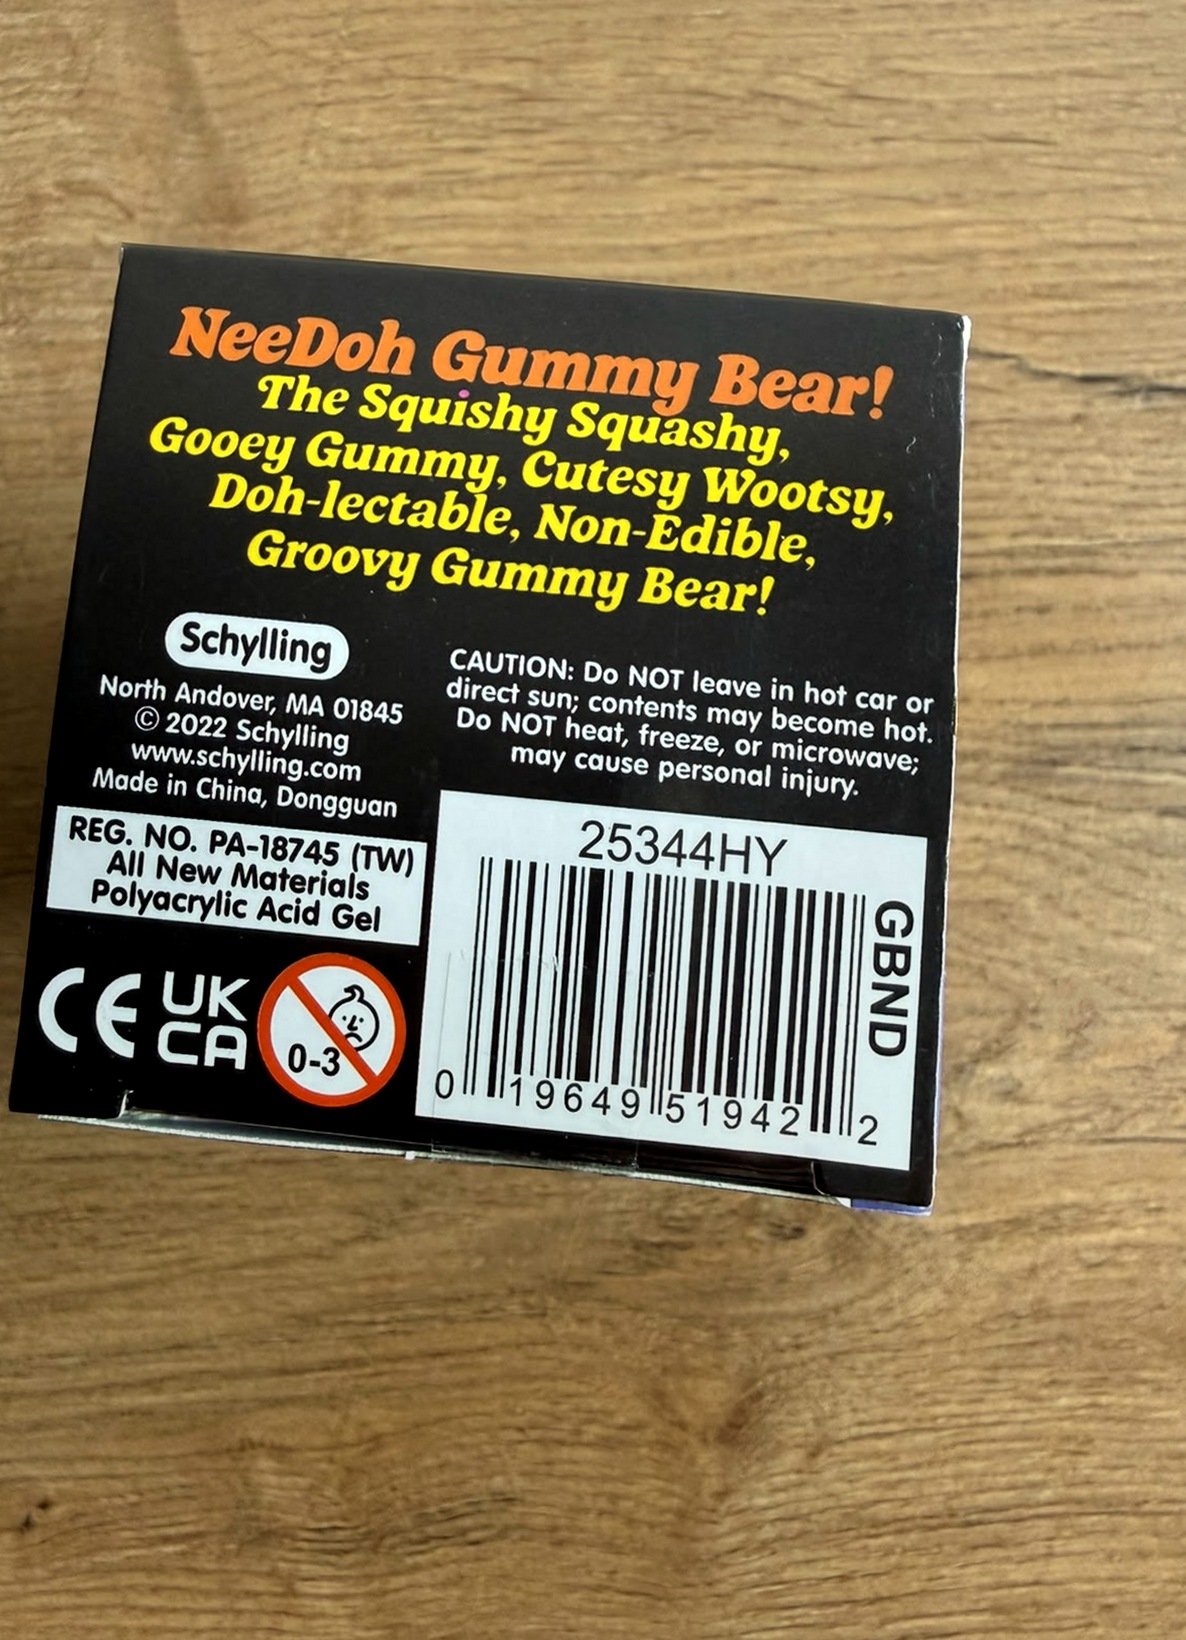 NeeDoh Gummy Bear!
The Squishy Squashy,
Gooey Gummy, Cutesy Wootsy,
Doh-lectable, Non-Edible,
Groovy Gummy Bear!
Schylling
North Andover, MA 01845
© 2022 Schylling
www.schylling.com
Made in China, Dongguan
REG. NO. PA-18745 (TW)
All New Materials
Polyacrylic Acid Gel
CE
UK
CA
0-3
CAUTION: Do NOT leave in hot car or
direct sun; contents may become hot.
Do NOT heat, freeze, or microwave;
may cause personal injury.
25344HY
GBND
0 19649 51942 2